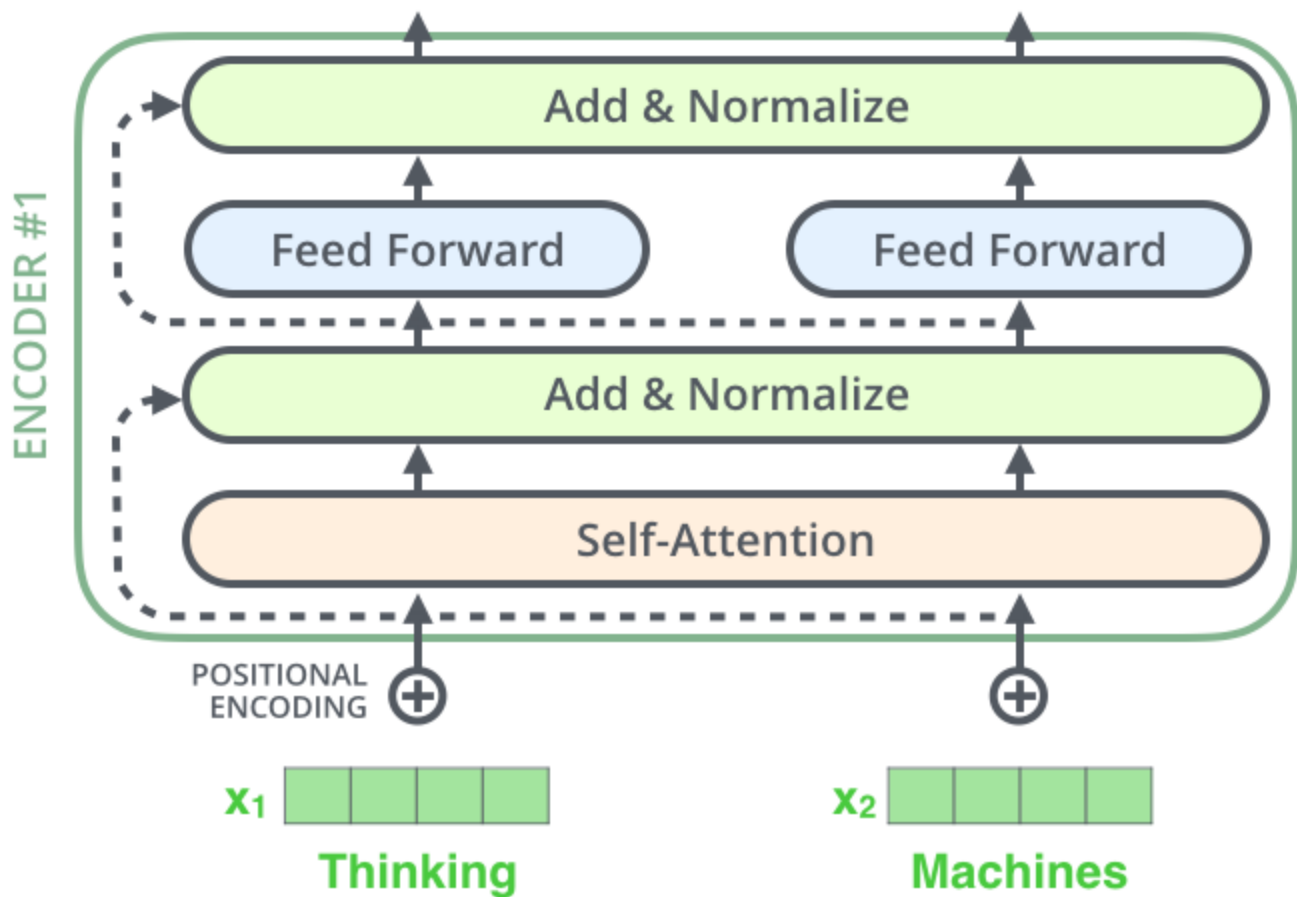 ENCODER #1
Add & Normalize
Feed Forward
Feed Forward
Add & Normalize
Self-Attention
POSITIONAL
ENCODING
x1
x2
Thinking
Machines